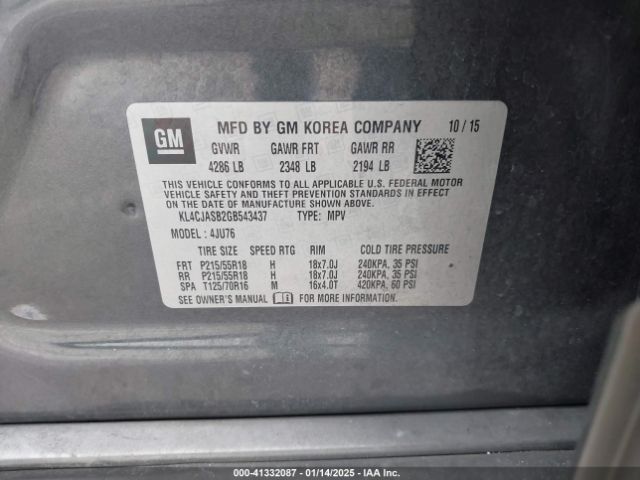 GM
MFD BY GM KOREA COMPANY 10 / 15
GVWR GAWR FRT GAWR RR
4286 LB 2348 LB 2194 LB
THIS VEHICLE CONFORMS TO ALL APPLICABLE U.S. FEDERAL MOTOR
VEHICLE SAFETY AND THEFT PREVENTION STANDARDS IN EFFECT
ON THE DATE OF MANUFACTURE SHOWN ABOVE.
KL4CJASB2GB543437 TYPE: MPV
MODEL : 4JU76
TIRE SIZE SPEED RTG RIM COLD TIRE PRESSURE
FRT P215/55R18 H 18x7.0J 240KPA, 35 PSI
RR P215/55R18 H 18x7.0J 240KPA, 35 PSI
SPA T125/70R16 M 16x4.0T 420KPA, 60 PSI
SEE OWNER'S MANUAL i FOR MORE INFORMATION
000-41332087 - 01/14/2025 - IAA Inc.